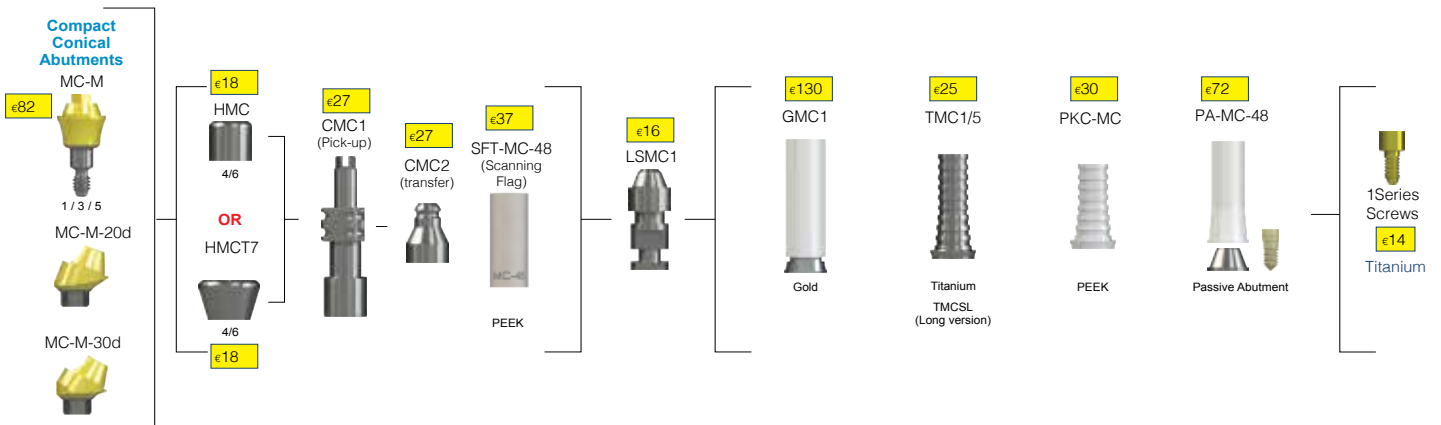 Compact
Conical
Abutments
MC-M
€82
1 / 3 / 5
MC-M-20d
MC-M-30d
€18
HMC
4/6
OR
HMCT7
4/6
€18
€27
CMC1
(Pick-up)
€27
CMC2
(transfer)
€37
SFT-MC-48
(Scanning
Flag)
MC-48
PEEK
€16
LSMC1
€130
GMC1
Gold
€25
TMC1/5
Titanium
TMCSL
(Long version)
€30
PKC-MC
PEEK
€72
PA-MC-48
Passive Abutment
1Series
Screws
€14
Titanium